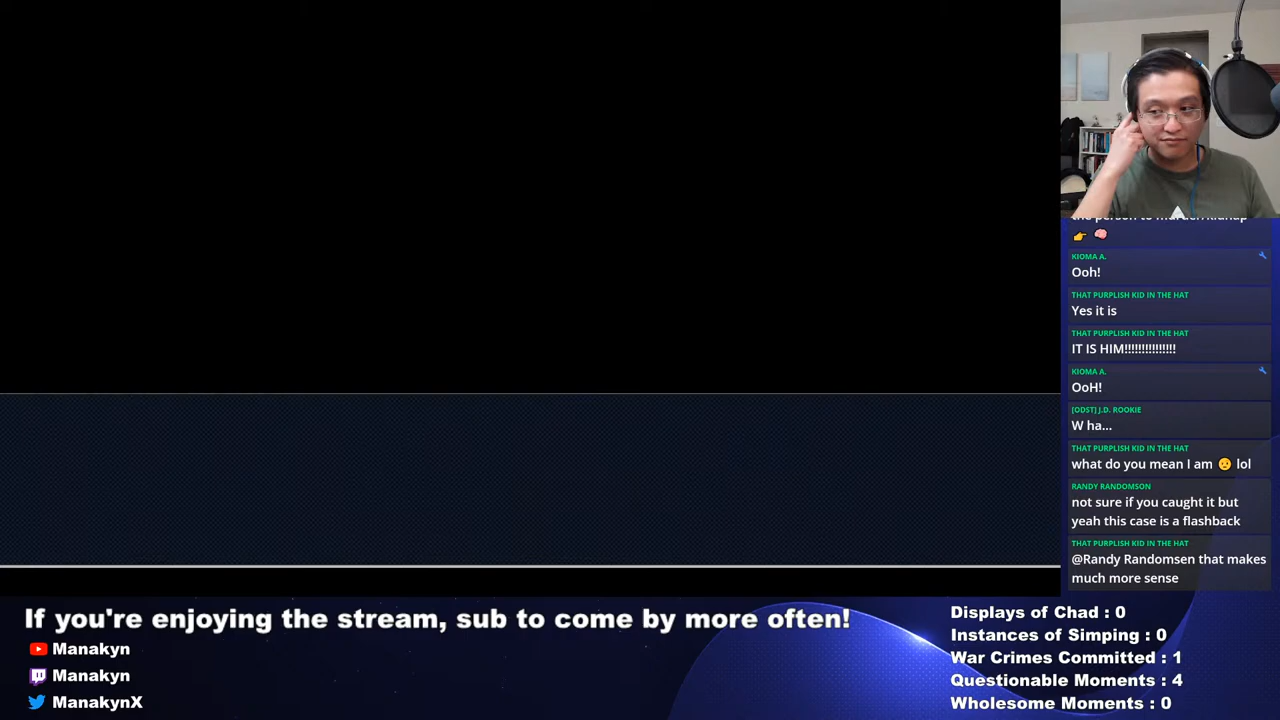 KIOMA A.
Ooh!
THAT PURPLISH KID IN THE HAT
Yes it is
THAT PURPLISH KID IN THE HAT
IT IS HIM!!!!!!!!!!!!!!!
KIOMA A.
OoH!
[ODST] J.D. ROOKIE
W ha...
THAT PURPLISH KID IN THE HAT
what do you mean I am 😟 lol
RANDY RANDOMSON
not sure if you caught it but
yeah this case is a flashback
THAT PURPLISH KID IN THE HAT
@Randy Randomsen that makes
much more sense
If you're enjoying the stream, sub to come by more often!
Manakyn
Manakyn
ManakynX
Displays of Chad : 0
Instances of Simping : 0
War Crimes Committed : 1
Questionable Moments : 4
Wholesome Moments : 0